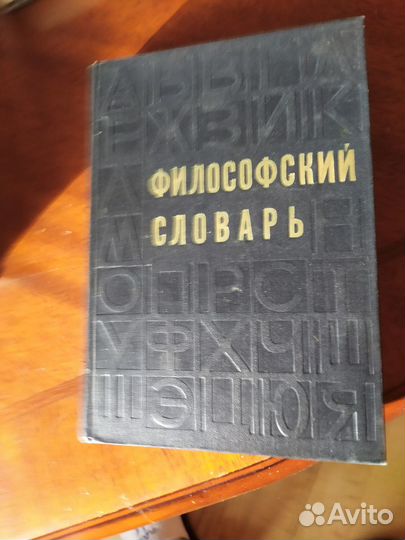 ФИЛОСОФСКИЙ
СЛОВАРЬ
О П Р С Т
У Ф Х Ч Ш
Щ Э П Ю Я
Avito